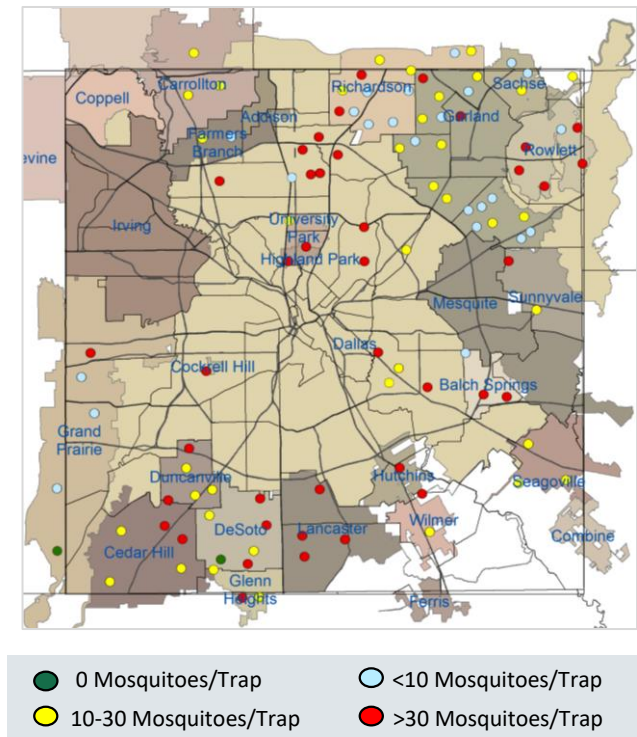 Carrollton
Coppell
Richardson
Sachse
Addison
Garland
Farmers
Branch
evine
Rowlett
Irving
University
Park
Highland Park
Mesquite
Sunnyvale
Dallas
Cockrell Hill
Balch Springs
Grand
Prairie
Duncanville
Hutchins
Seagoville
DeSoto
Lancaster
Wilmer
Combine
Cedar Hill
Glenn
Heights
Ferris
0 Mosquitoes/Trap
<10 Mosquitoes/Trap
10-30 Mosquitoes/Trap
>30 Mosquitoes/Trap